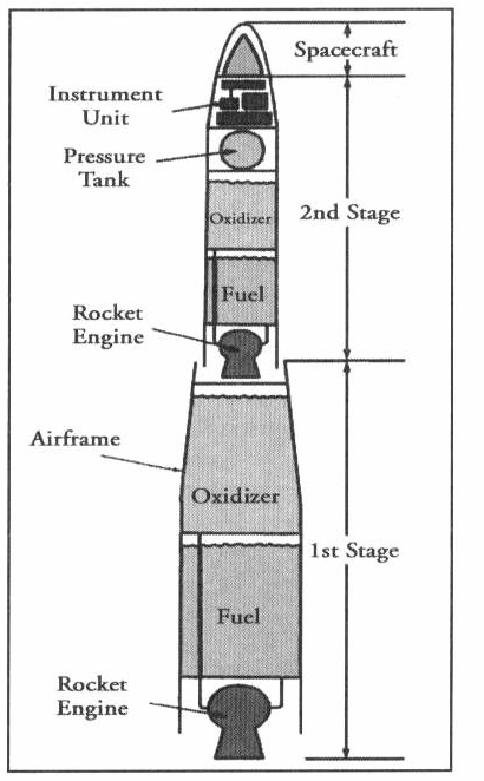 Spacecraft
Instrument
Unit
Pressure
Tank
Oxidizer
2nd Stage
Fuel
Rocket
Engine
Airframe
Oxidizer
1st Stage
Fuel
Rocket
Engine